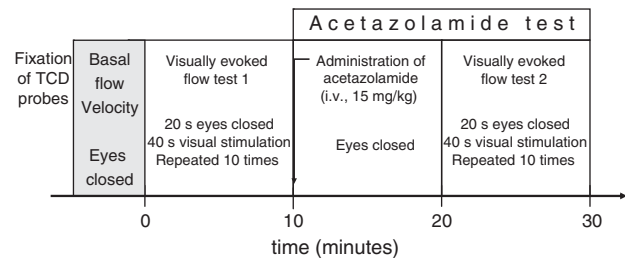 Acetazolamide test
Fixation
of TCD
probes
Basal
flow
Velocity
Eyes
closed
Visually evoked
flow test 1
20 s eyes closed
40 s visual stimulation
Repeated 10 times
Administration of
acetazolamide
(i.v., 15 mg/kg)
Eyes closed
Visually evoked
flow test 2
20 s eyes closed
40 s visual stimulation
Repeated 10 times
0 10 20 30
time (minutes)